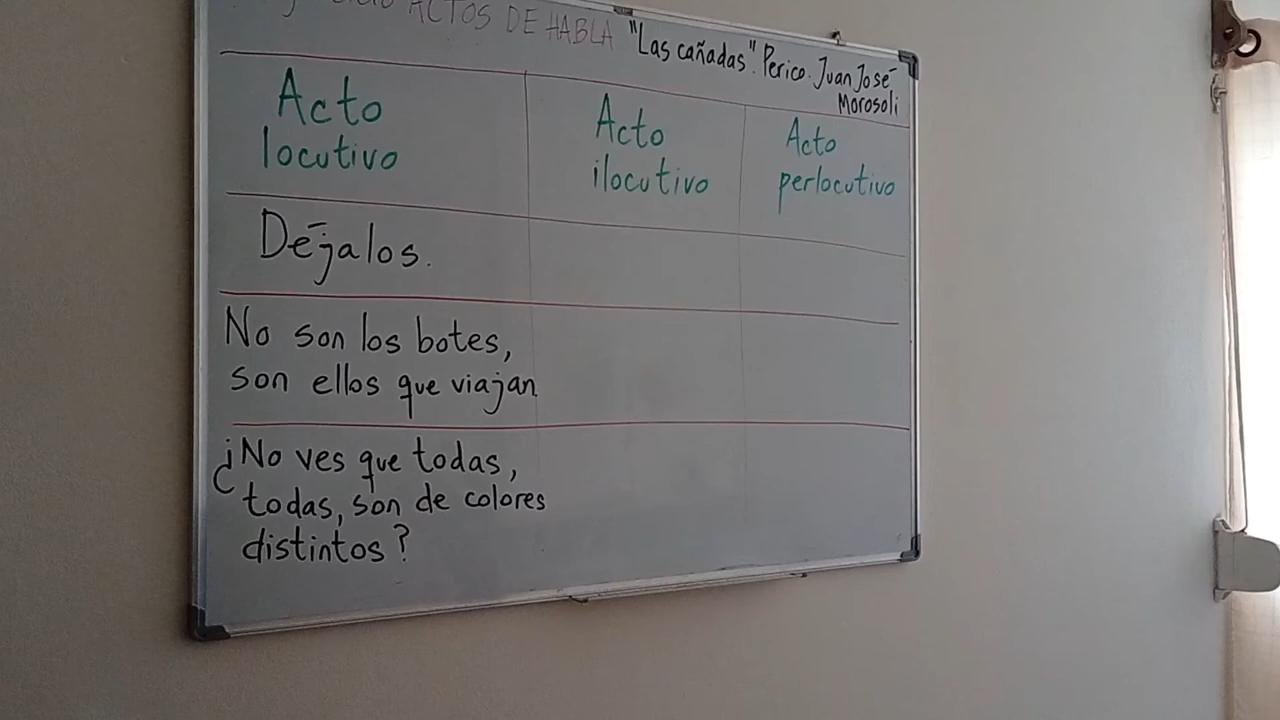 ACTOS DE HABLA "Las cañadas". Perico. Juan José
Morosoli
Acto
locutivo
Acto
ilocutivo
Acto
perlocutivo
Déjalos.
No son los botes,
son ellos que viajan
¿No ves que todas,
todas, son de colores
distintos?